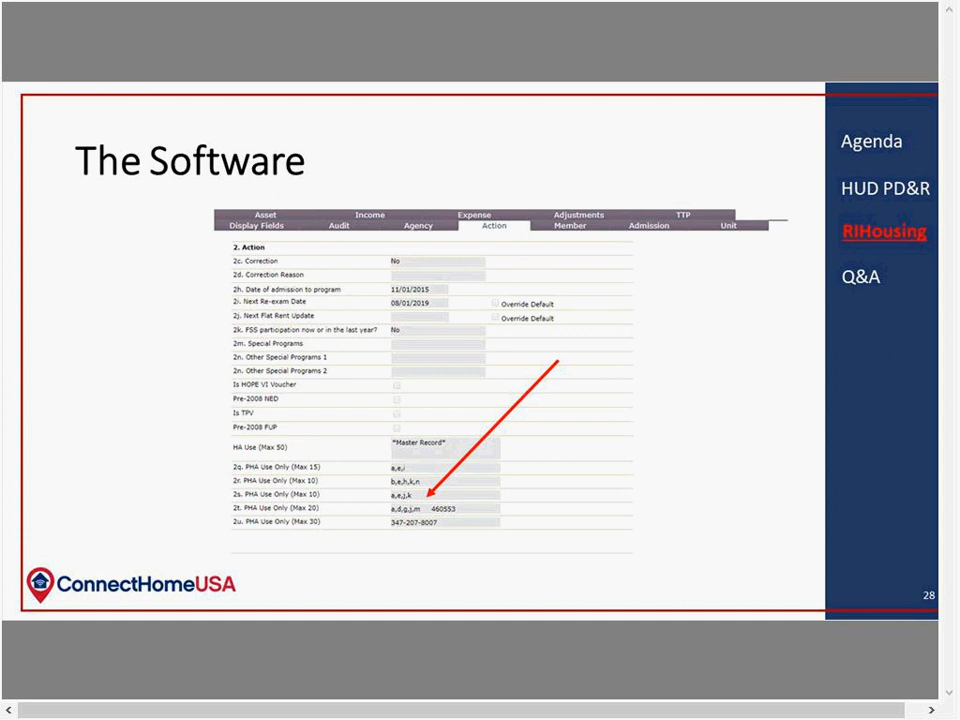 The Software
Asset Income Expense Adjustments TTP
Display Fields Audit Agency Action Member Admission Unit
2. Action
2c. Correction No
2d. Correction Reason
2h. Date of admission to program 11/01/2015
2i. Next Re-exam Date 08/01/2019 Override Default
2j. Next Flat Rent Update Override Default
2k. FSS participation now or in the last year? No
2m. Special Programs
2n. Other Special Programs 1
2n. Other Special Programs 2
Is HOPE VI Voucher
Pre-2008 NED
Is TPV
Pre-2008 FUP
HA Use (Max 50) *Master Record*
2q. PHA Use Only (Max 15) a,e,i
2r. PHA Use Only (Max 10) b,e,h,k,n
2s. PHA Use Only (Max 10) a,e,j,k
2t. PHA Use Only (Max 20) a,d,g,j,m 460553
2u. PHA Use Only (Max 30) 347-207-8007
ConnectHomeUSA
Agenda
HUD PD&R
RIHousing
Q&A
28